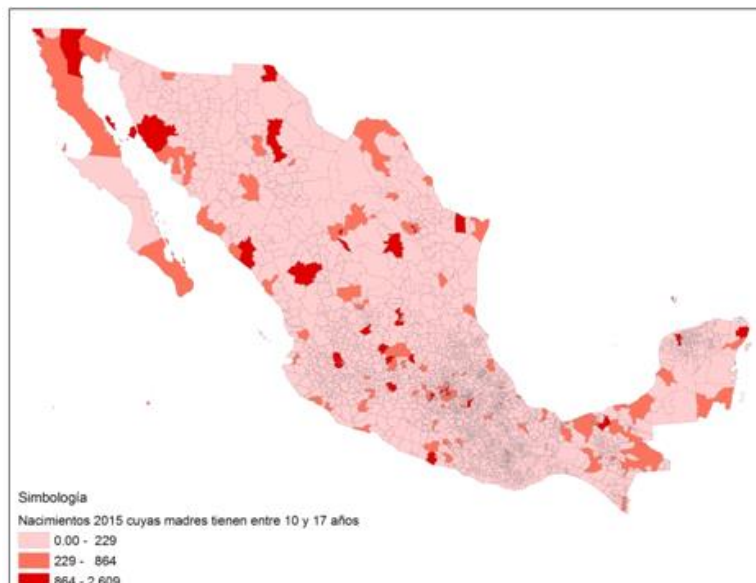 Simbología
Nacimientos 2015 cuyas madres tienen entre 10 y 17 años
0.00 - 229
229 - 864
864 - 2,609